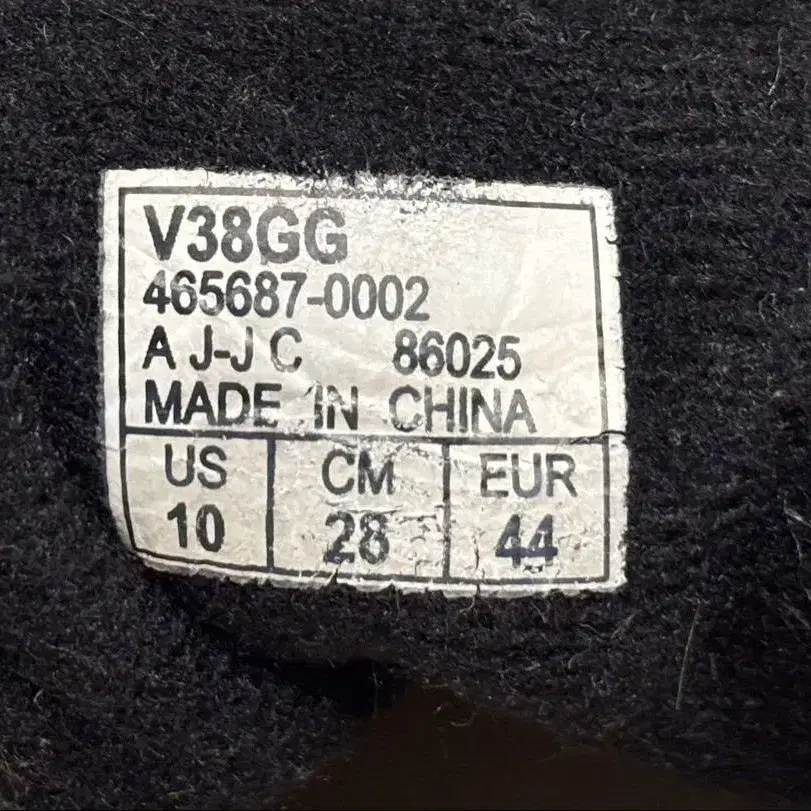 V38GG
465687-0002
A J-J C 86025
MADE IN CHINA
US CM EUR
10 28 44